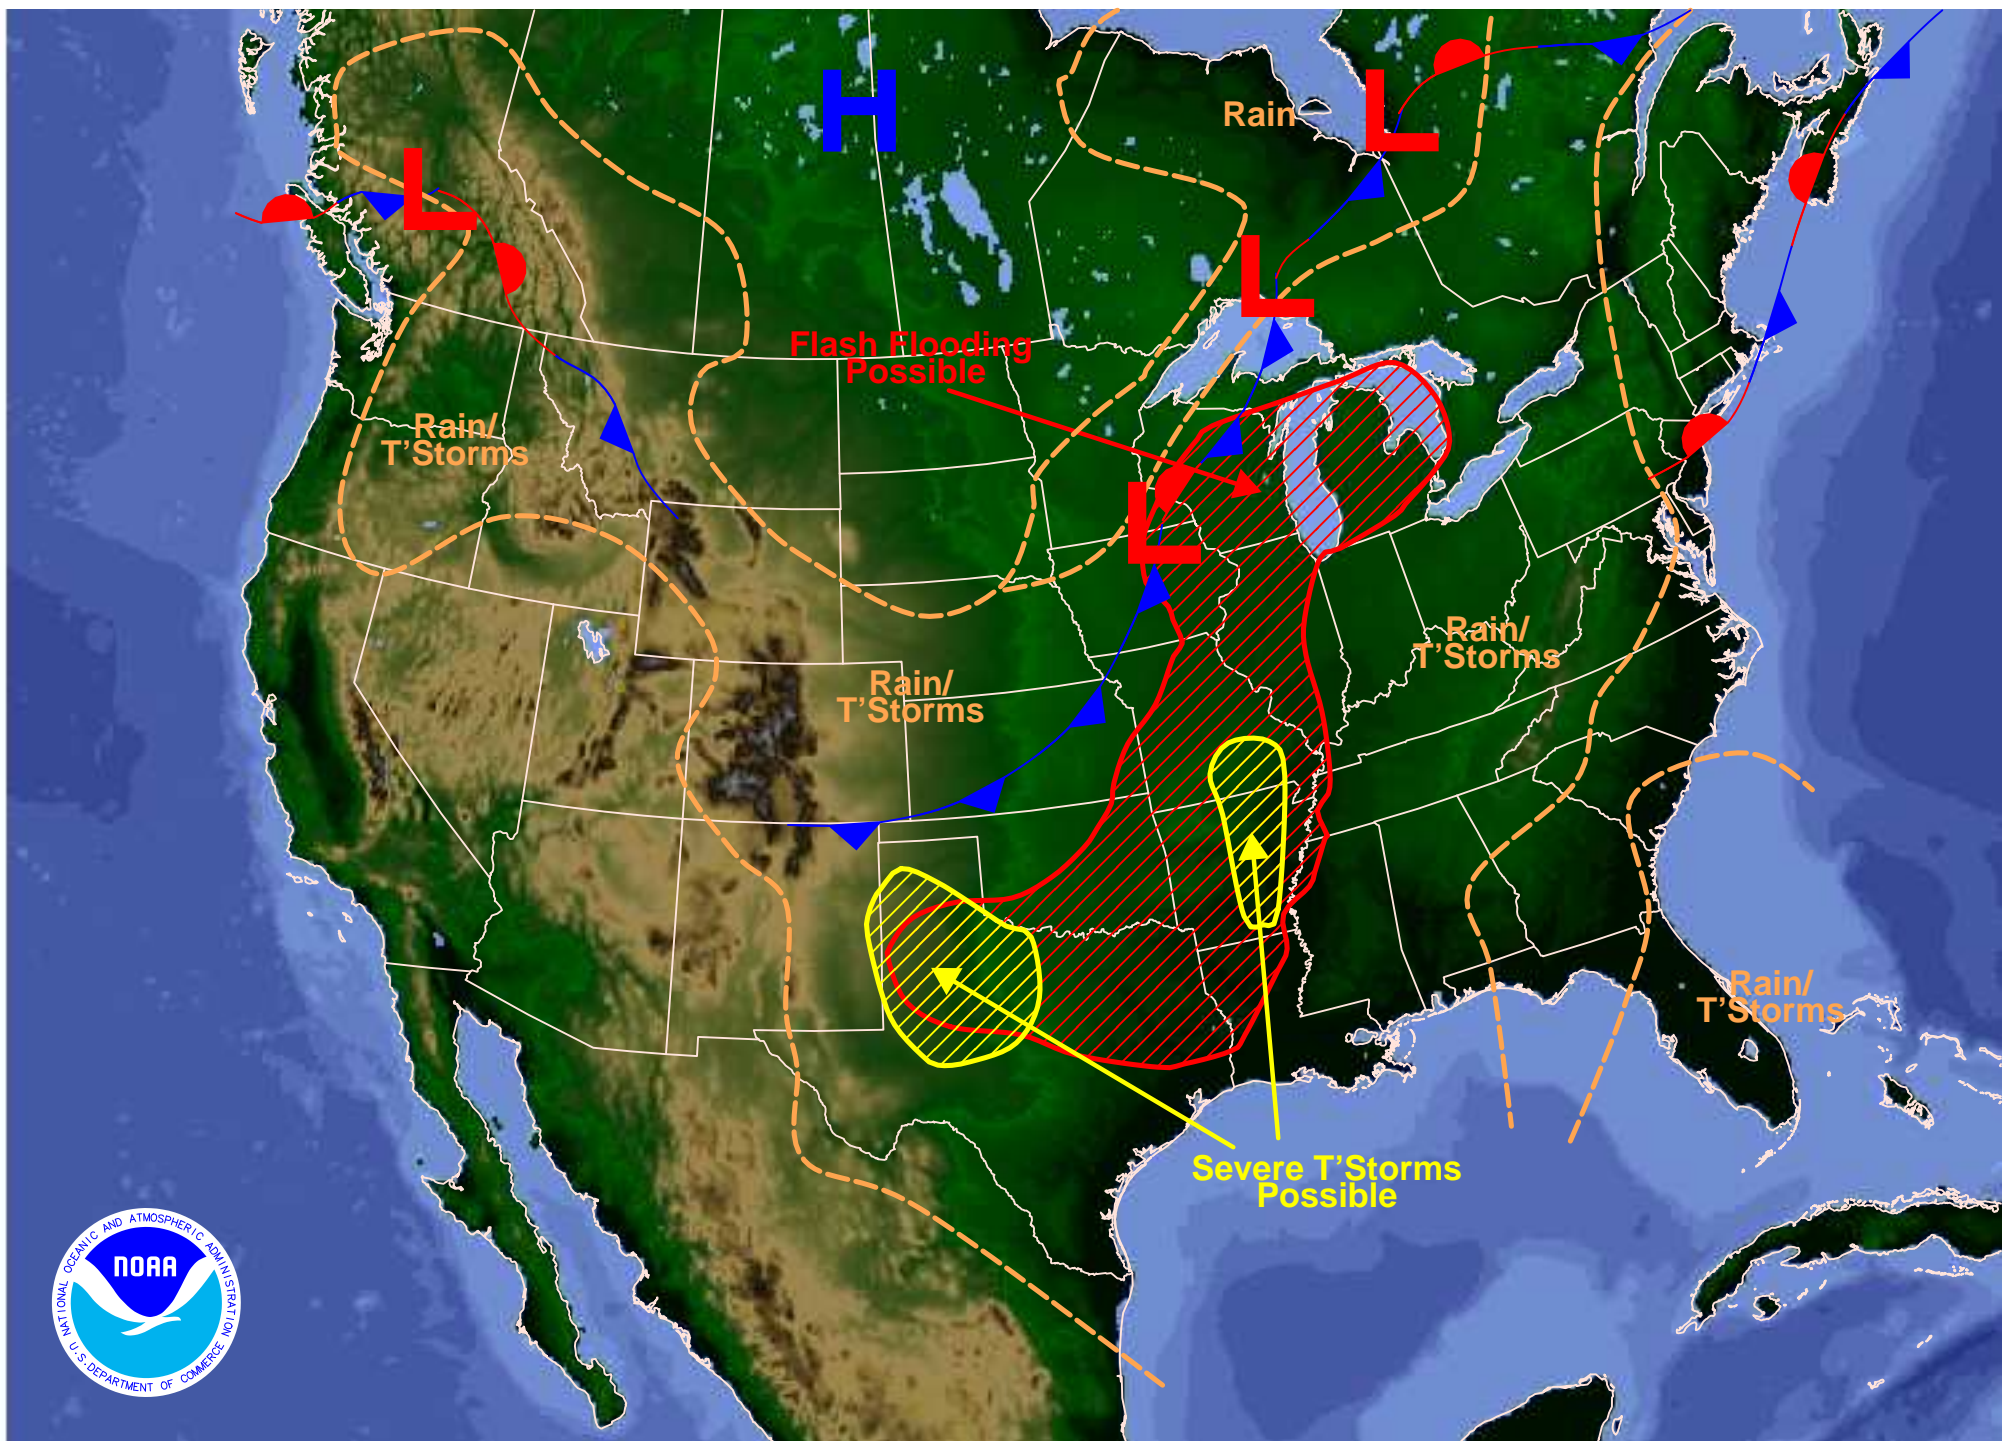 H
L
Rain
L
L
Flash Flooding
Possible
Rain/
T'Storms
L
Rain/
T'Storms
Rain/
T'Storms
Rain/
T'Storms
Severe T'Storms
Possible
NATIONAL OCEANIC AND ATMOSPHERIC ADMINISTRATION
NOAA
U.S. DEPARTMENT OF COMMERCE